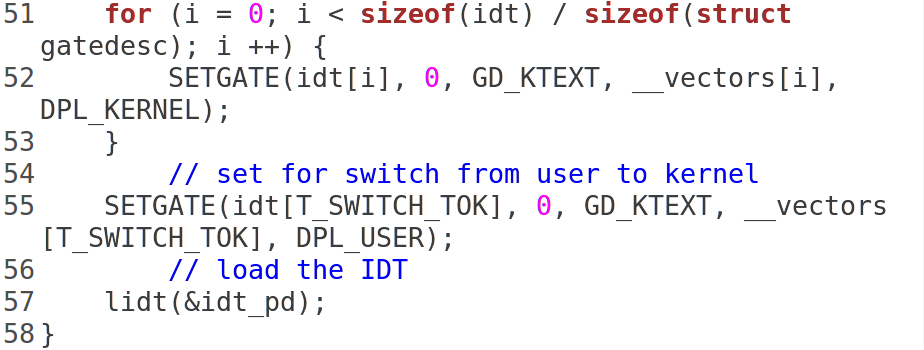 51    for (i = 0; i < sizeof(idt) / sizeof(struct
gatedesc); i ++) {
52        SETGATE(idt[i], 0, GD_KTEXT, __vectors[i],
DPL_KERNEL);
53    }
54        // set for switch from user to kernel
55    SETGATE(idt[T_SWITCH_TOK], 0, GD_KTEXT, __vectors
[T_SWITCH_TOK], DPL_USER);
56        // load the IDT
57    lidt(&idt_pd);
58}